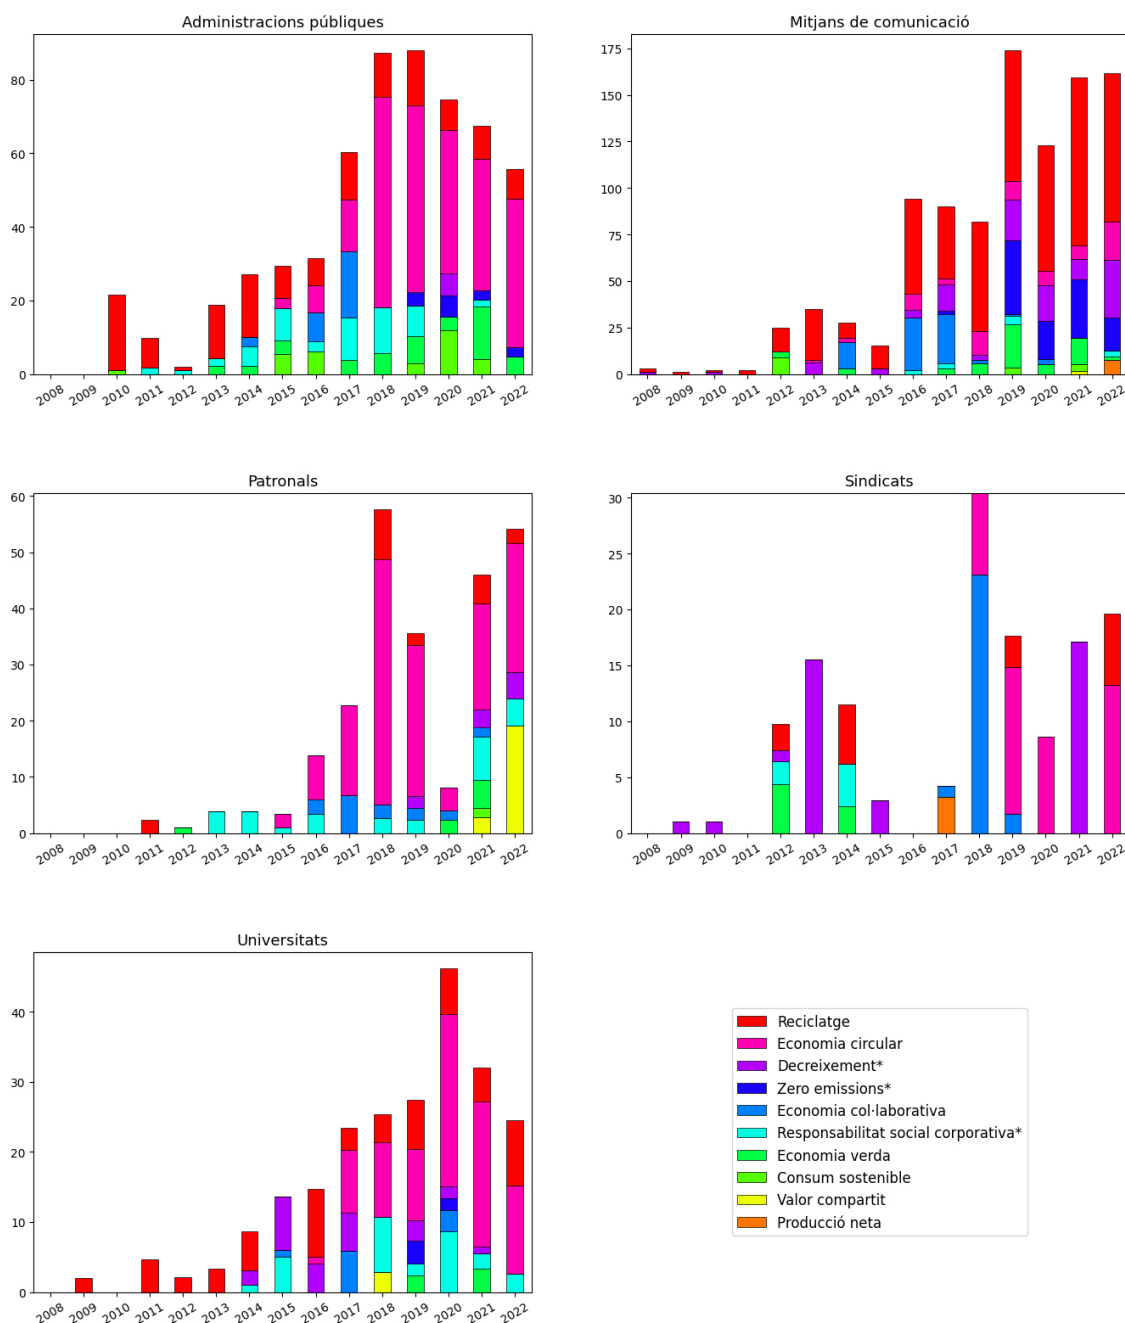 Administracions públiques
80
60
40
20
0
2008 2009 2010 2011 2012 2013 2014 2015 2016 2017 2018 2019 2020 2021 2022
Mitjans de comunicació
175
150
125
100
75
50
25
0
2008 2009 2010 2011 2012 2013 2014 2015 2016 2017 2018 2019 2020 2021 2022
Patronals
60
50
40
30
20
10
0
2008 2009 2010 2011 2012 2013 2014 2015 2016 2017 2018 2019 2020 2021 2022
Sindicats
30
25
20
15
10
5
0
2008 2009 2010 2011 2012 2013 2014 2015 2016 2017 2018 2019 2020 2021 2022
Universitats
40
30
20
10
0
2008 2009 2010 2011 2012 2013 2014 2015 2016 2017 2018 2019 2020 2021 2022
Reciclatge
Economia circular
Decreixement*
Zero emissions*
Economia col·laborativa
Responsabilitat social corporativa*
Economia verda
Consum sostenible
Valor compartit
Producció neta